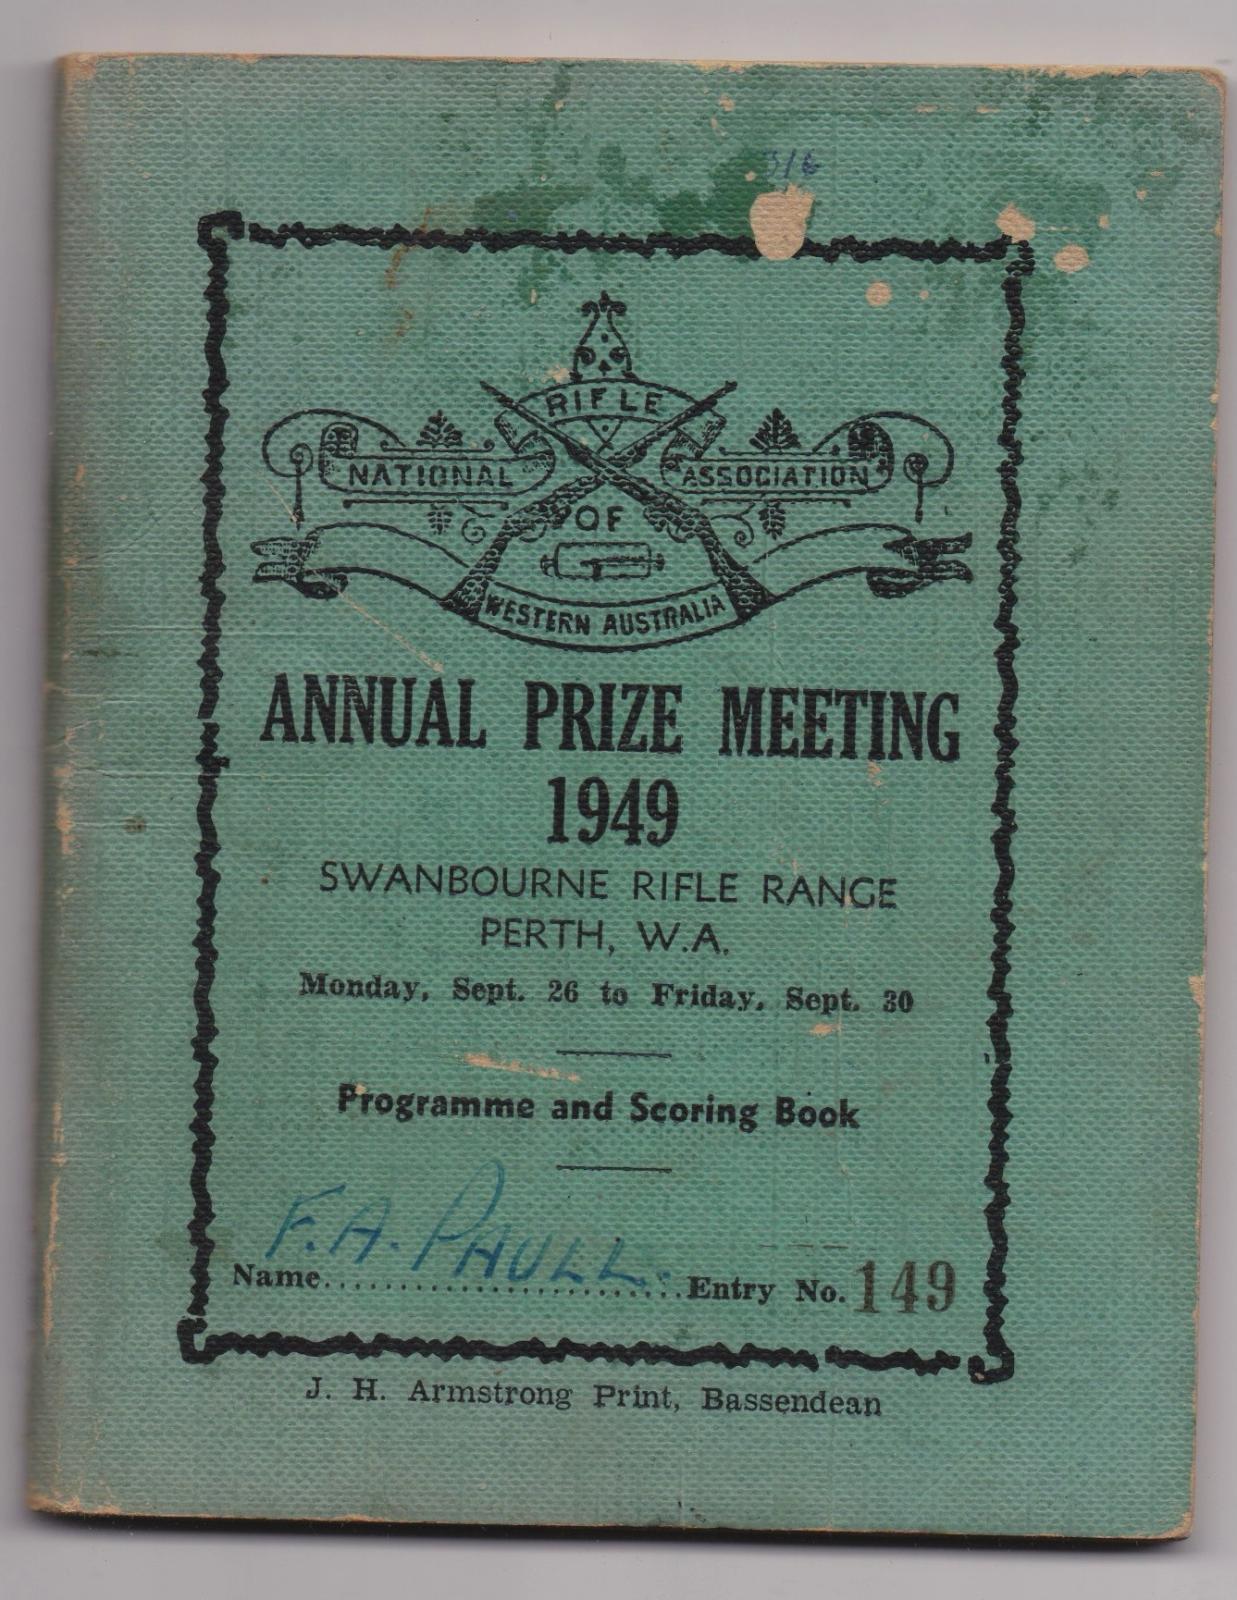 3/6
RIFLE
NATIONAL ASSOCIATION
OF
WESTERN AUSTRALIA
ANNUAL PRIZE MEETING
1949
SWANBOURNE RIFLE RANGE
PERTH, W.A.
Monday, Sept. 26 to Friday, Sept. 30
Programme and Scoring Book
Name F. A. PAULL. Entry No. 149
J. H. Armstrong Print, Bassendean